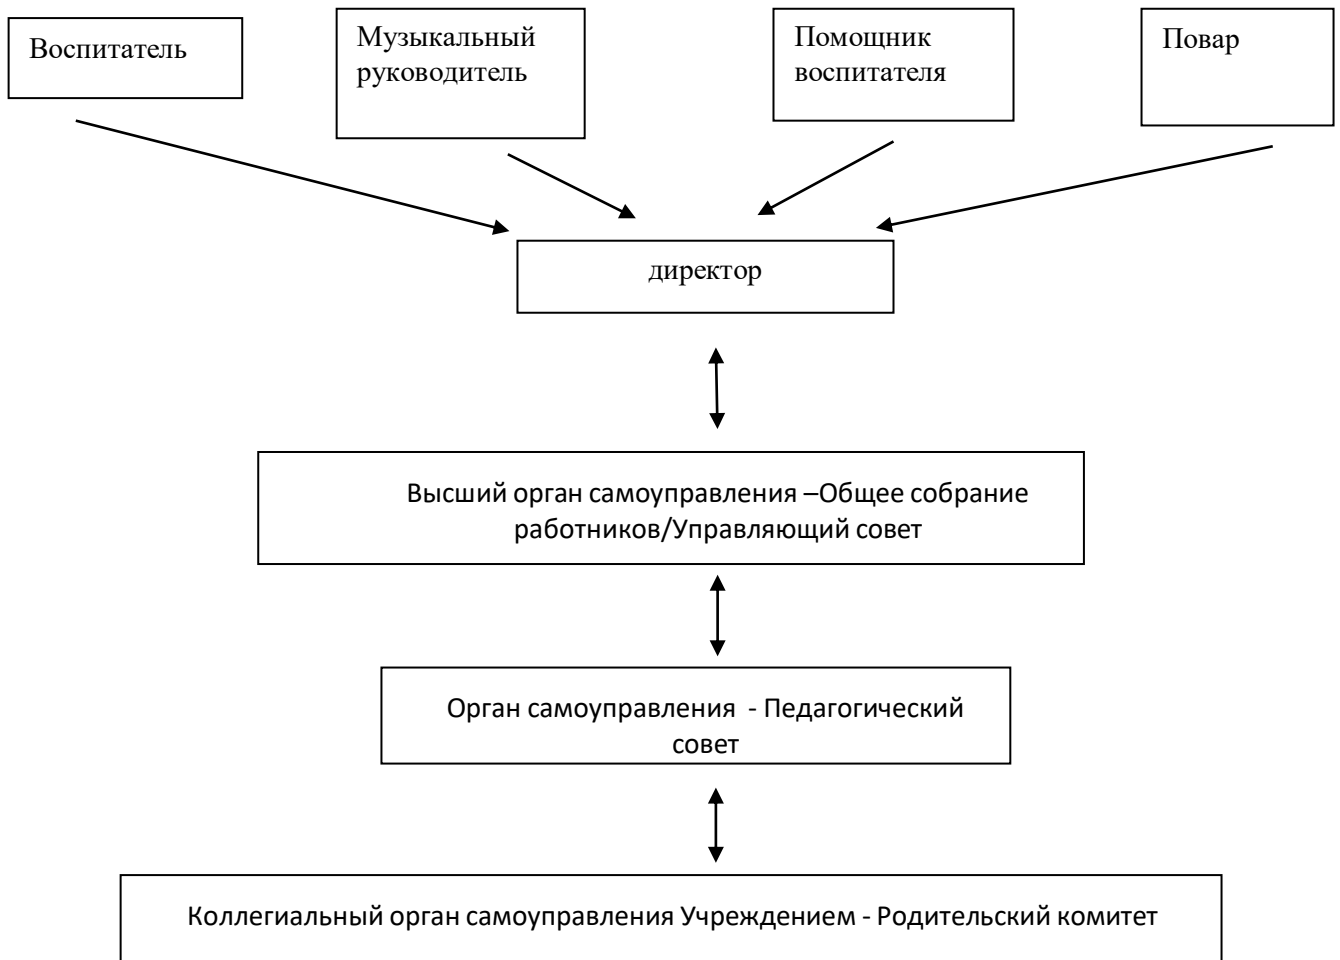 Воспитатель
Музыкальный
руководитель
Помощник
воспитателя
Повар
директор
Высший орган самоуправления –Общее собрание
работников/Управляющий совет
Орган самоуправления - Педагогический
совет
Коллегиальный орган самоуправления Учреждением - Родительский комитет